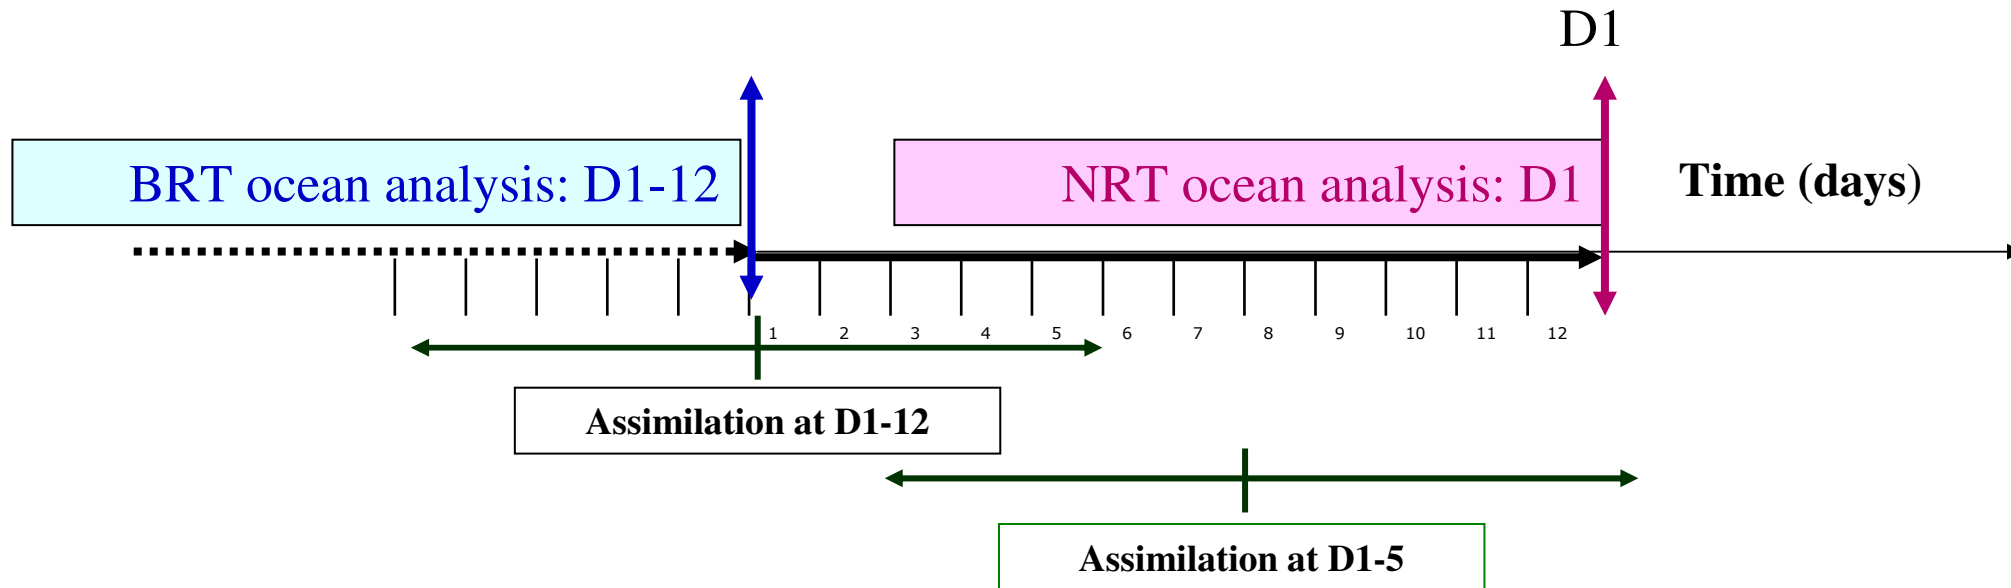 D1
BRT ocean analysis: D1-12
NRT ocean analysis: D1
Time (days)
1 2 3 4 5 6 7 8 9 10 11 12
Assimilation at D1-12
Assimilation at D1-5